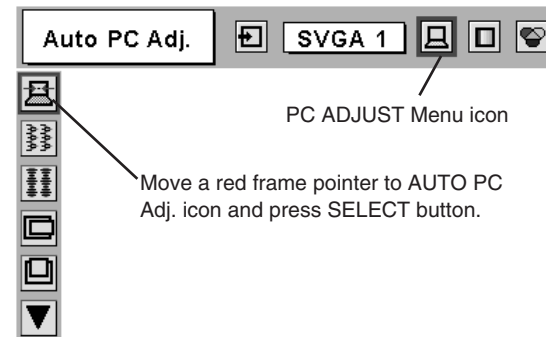 Auto PC Adj.
SVGA 1
PC ADJUST Menu icon
Move a red frame pointer to AUTO PC
Adj. icon and press SELECT button.